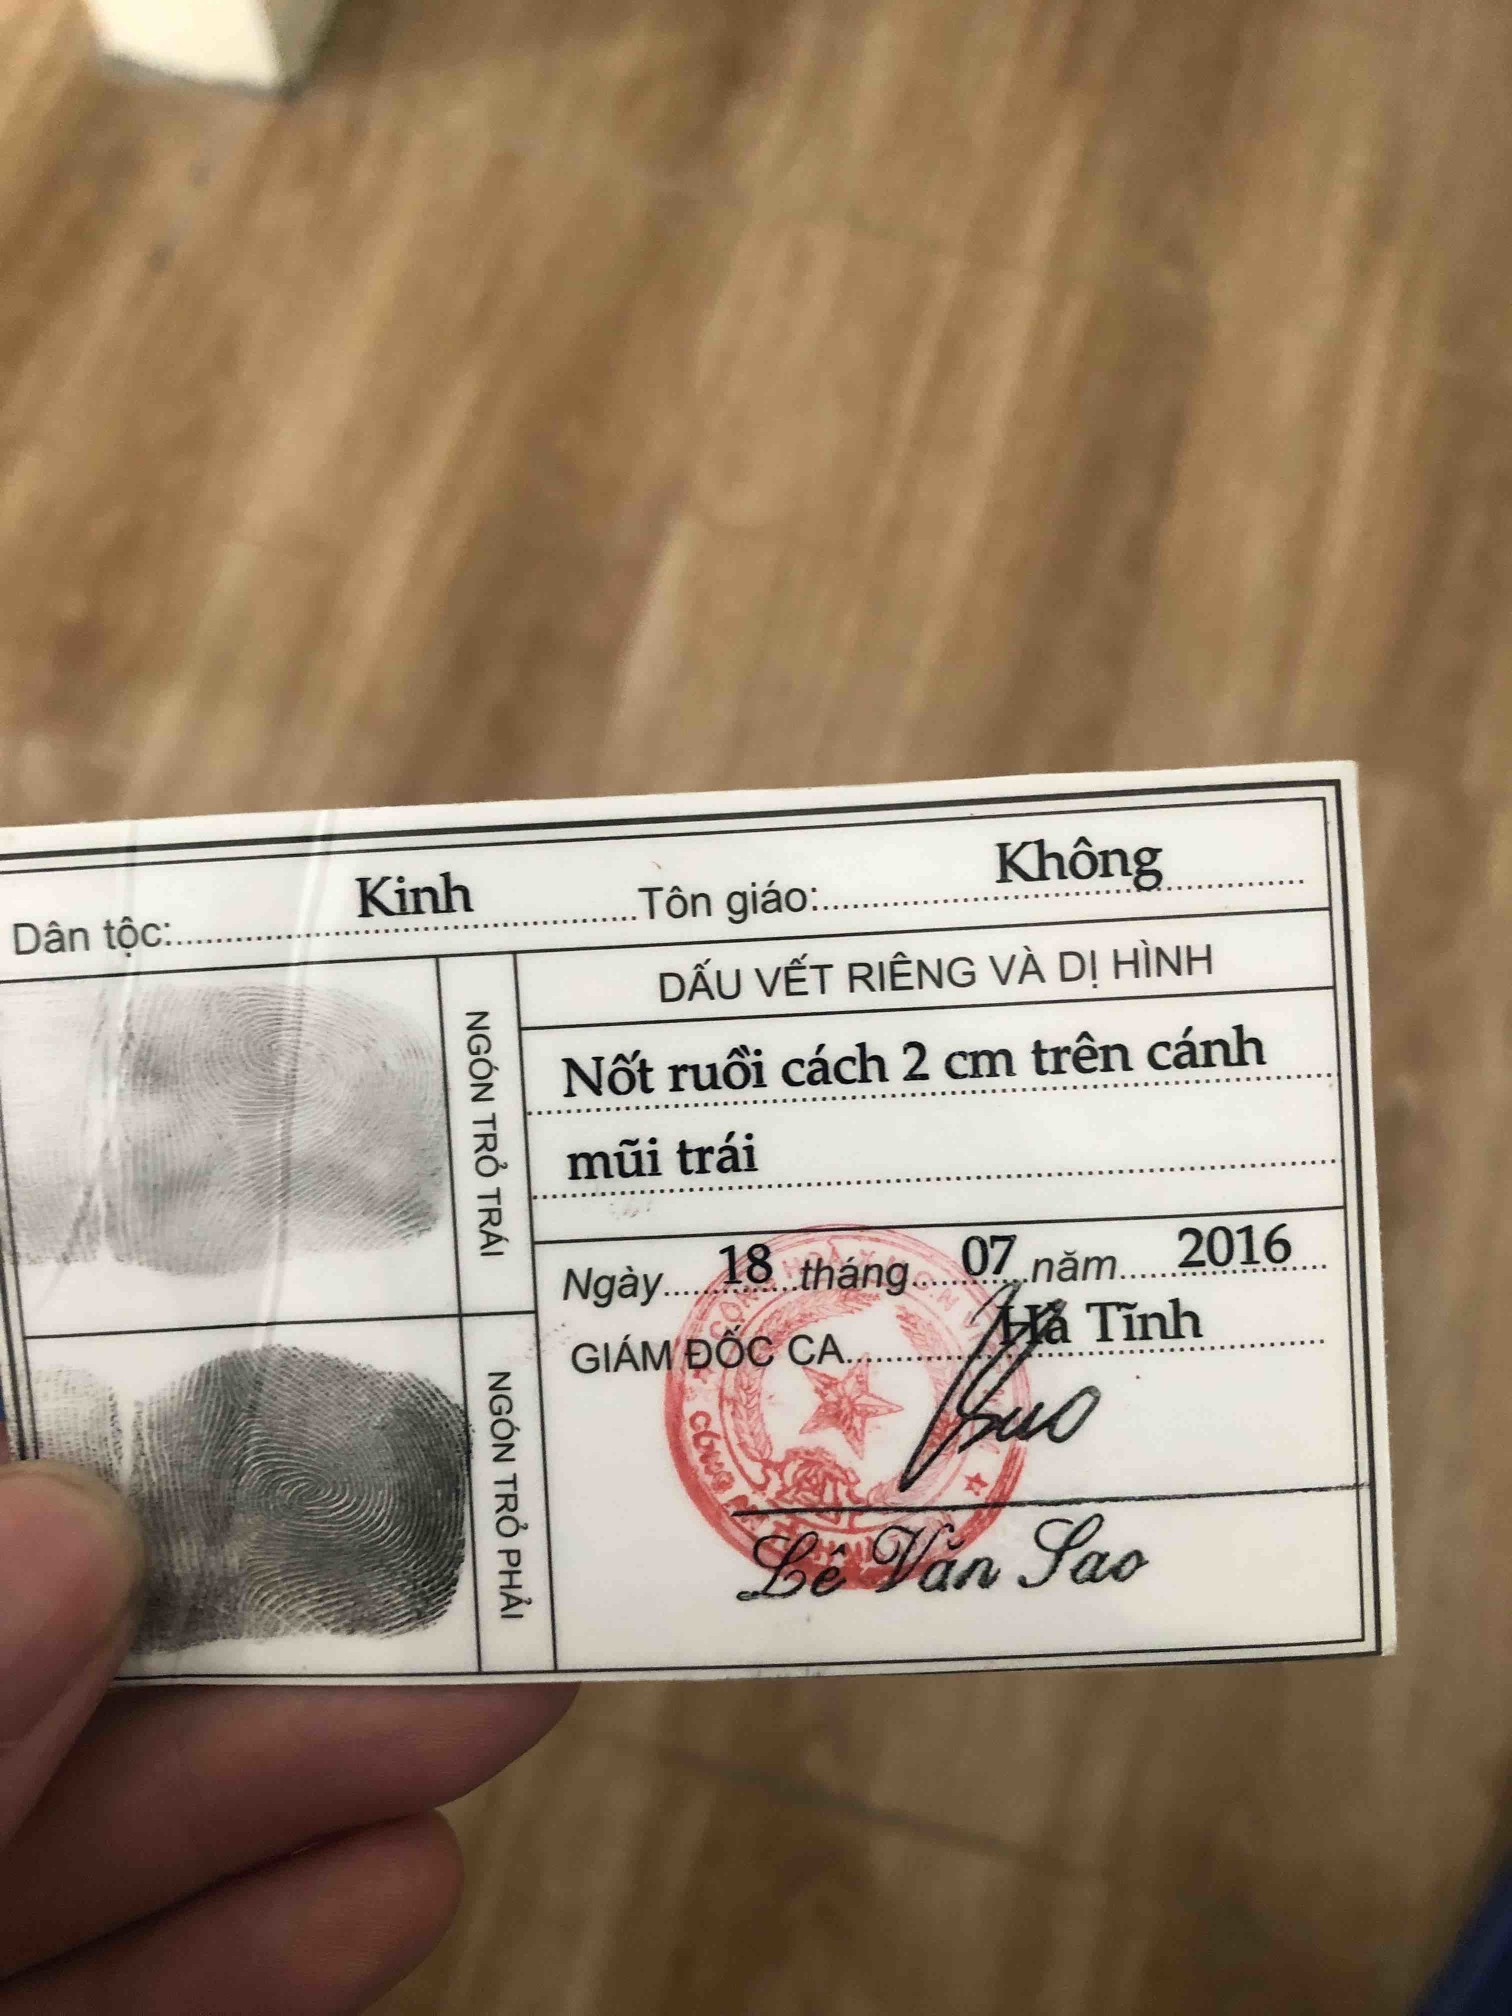 Dân tộc: Kinh Tôn giáo: Không
DẤU VẾT RIÊNG VÀ DỊ HÌNH
Nốt ruồi cách 2 cm trên cánh
mũi trái
NGÓN TRỎ TRÁI
NGÓN TRỎ PHẢI
Ngày 18 tháng 07 năm 2016
GIÁM ĐỐC CA Hà Tĩnh
Lê Văn Sao